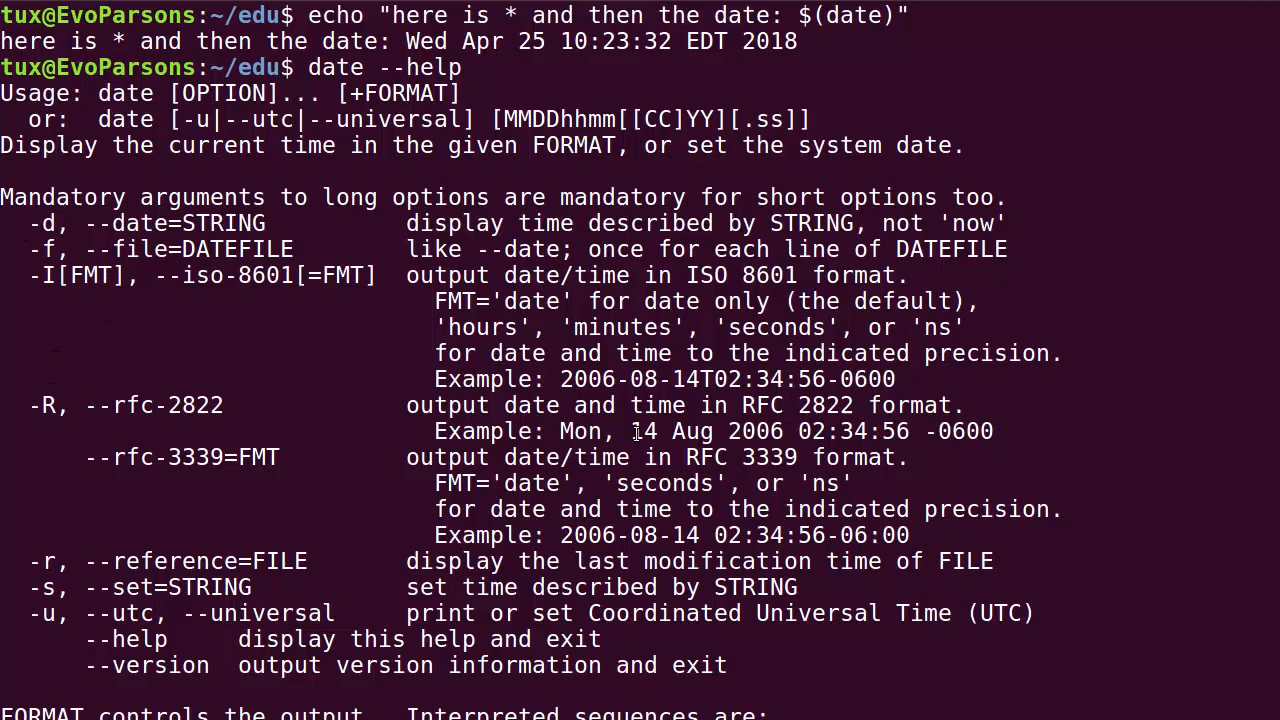 tux@EvoParsons:~/edu$ echo "here is * and then the date: $(date)"
here is * and then the date: Wed Apr 25 10:23:32 EDT 2018
tux@EvoParsons:~/edu$ date --help
Usage: date [OPTION]... [+FORMAT]
  or:  date [-u|--utc|--universal] [MMDDhhmm[[CC]YY][.ss]]
Display the current time in the given FORMAT, or set the system date.

Mandatory arguments to long options are mandatory for short options too.
  -d, --date=STRING          display time described by STRING, not 'now'
  -f, --file=DATEFILE        like --date; once for each line of DATEFILE
  -I[FMT], --iso-8601[=FMT]  output date/time in ISO 8601 format.
                               FMT='date' for date only (the default),
                               'hours', 'minutes', 'seconds', or 'ns'
                               for date and time to the indicated precision.
                               Example: 2006-08-14T02:34:56-0600
  -R, --rfc-2822             output date and time in RFC 2822 format.
                               Example: Mon, 14 Aug 2006 02:34:56 -0600
      --rfc-3339=FMT         output date/time in RFC 3339 format.
                               FMT='date', 'seconds', or 'ns'
                               for date and time to the indicated precision.
                               Example: 2006-08-14 02:34:56-06:00
  -r, --reference=FILE       display the last modification time of FILE
  -s, --set=STRING           set time described by STRING
  -u, --utc, --universal     print or set Coordinated Universal Time (UTC)
      --help     display this help and exit
      --version  output version information and exit

FORMAT controls the output.  Interpreted sequences are: